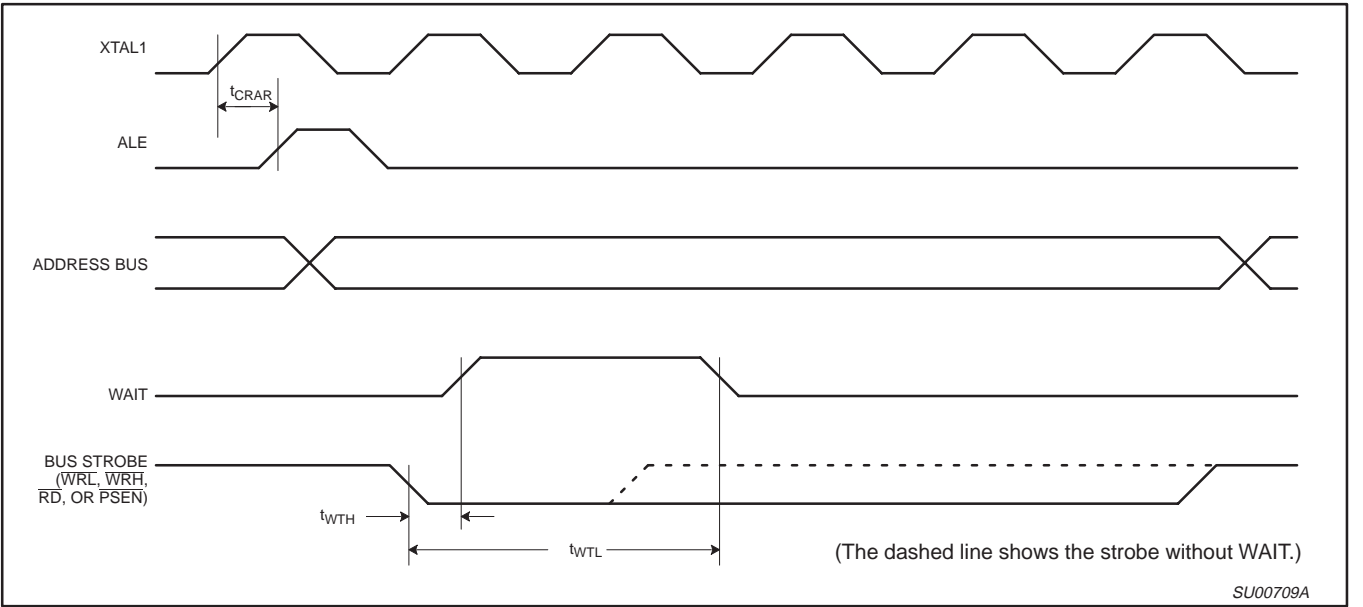 XTAL1
tCRAR
ALE
ADDRESS BUS
WAIT
BUS STROBE
(WRL, WRH,
RD, OR PSEN)
tWTH
tWTL
(The dashed line shows the strobe without WAIT.)
SU00709A